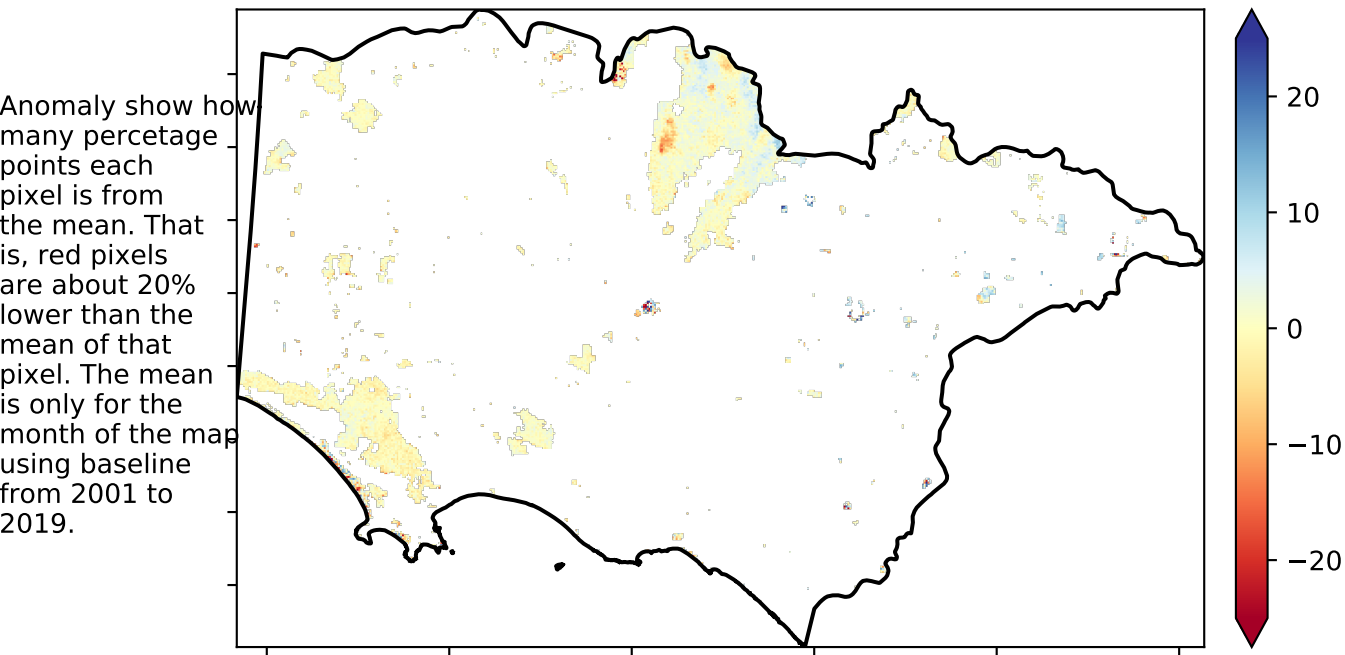 Anomaly show how
many percetage
points each
pixel is from
the mean. That
is, red pixels
are about 20%
lower than the
mean of that
pixel. The mean
is only for the
month of the map
using baseline
from 2001 to
2019.
20
10
0
−10
−20